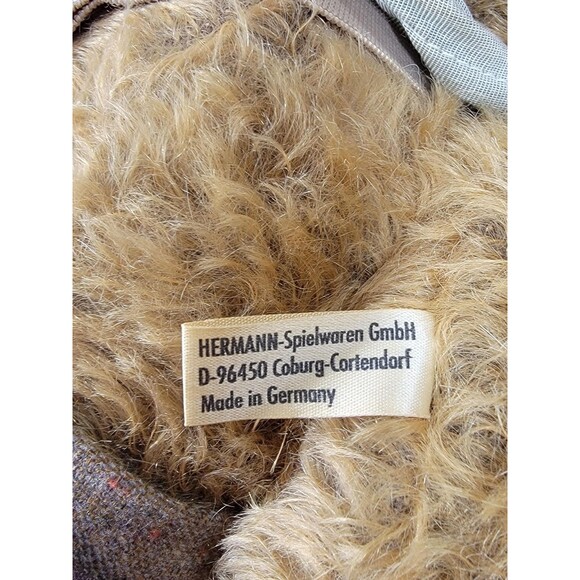 HERMANN-Spielwaren GmbH
D-96450 Coburg-Cortendorf
Made in Germany